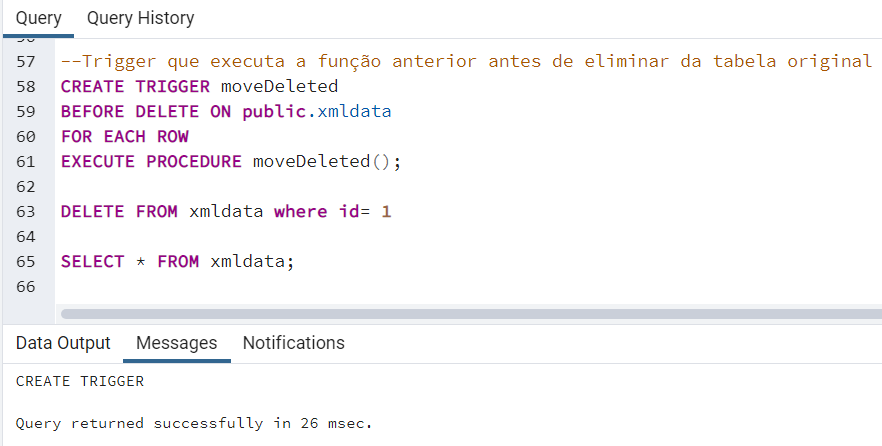 Query Query History
57 --Trigger que executa a função anterior antes de eliminar da tabela original
58 CREATE TRIGGER moveDeleted
59 BEFORE DELETE ON public.xmldata
60 FOR EACH ROW
61 EXECUTE PROCEDURE moveDeleted();
62
63 DELETE FROM xmldata where id= 1
64
65 SELECT * FROM xmldata;
66
Data Output Messages Notifications
CREATE TRIGGER
Query returned successfully in 26 msec.